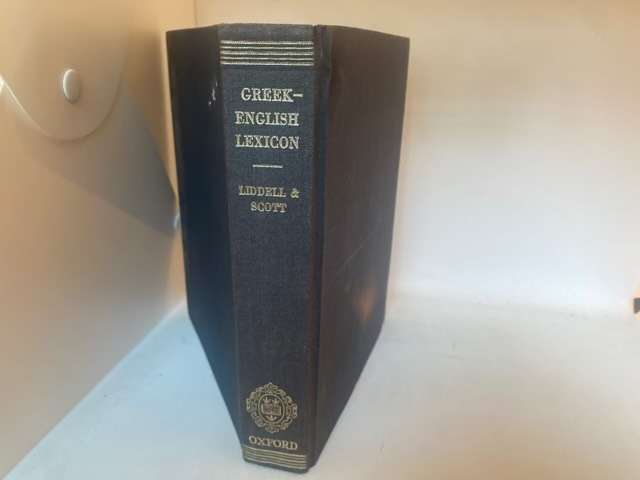 GREEK–
ENGLISH
LEXICON
LIDDELL &
SCOTT
OXFORD